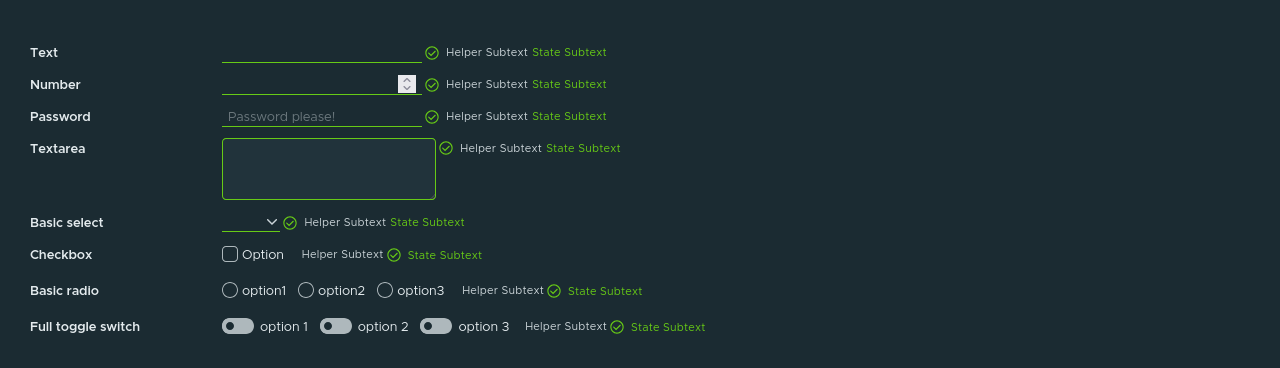 Text Helper Subtext State Subtext
Number Helper Subtext State Subtext
Password Password please! Helper Subtext State Subtext
Textarea Helper Subtext State Subtext
Basic select Helper Subtext State Subtext
Checkbox Option Helper Subtext State Subtext
Basic radio option1 option2 option3 Helper Subtext State Subtext
Full toggle switch option 1 option 2 option 3 Helper Subtext State Subtext